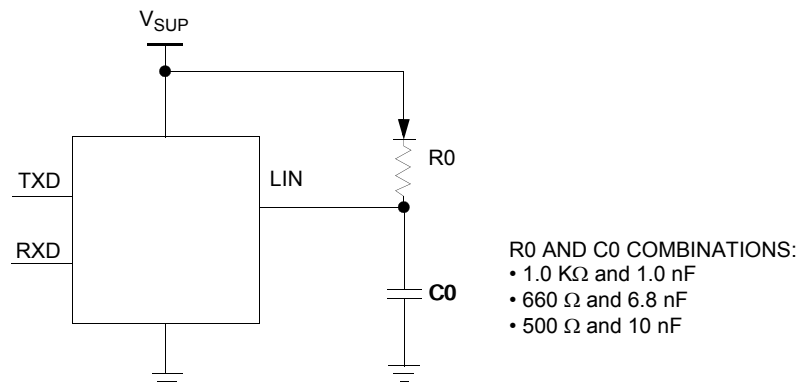 VSUP
R0
LIN
TXD
RXD
C0
R0 AND C0 COMBINATIONS:
• 1.0 KΩ and 1.0 nF
• 660 Ω and 6.8 nF
• 500 Ω and 10 nF